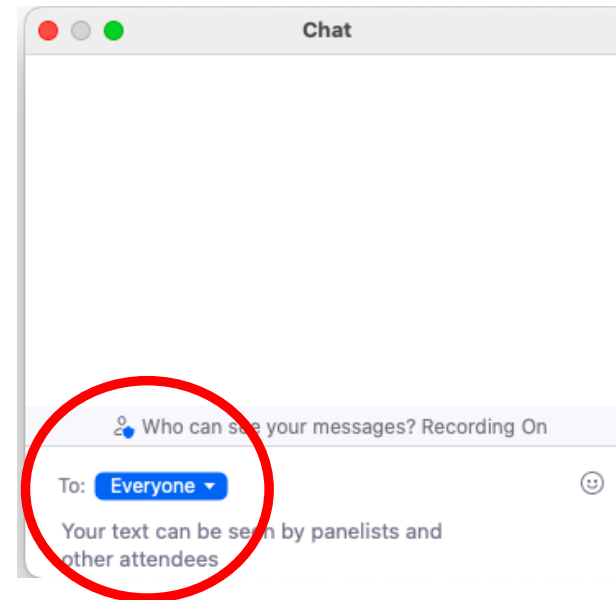 Chat
Who can see your messages? Recording On
To: Everyone
Your text can be seen by panelists and
other attendees